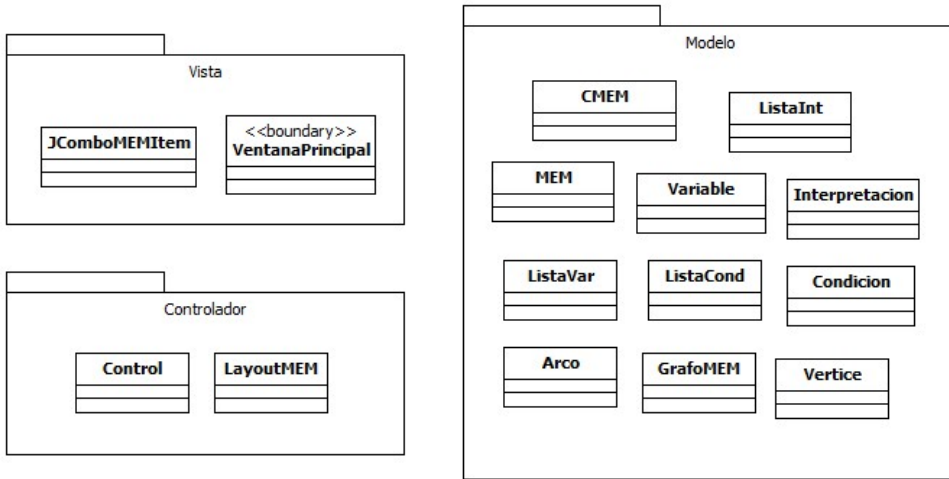 Vista
JComboMEMItem
<<boundary>>
VentanaPrincipal
Controlador
Control
LayoutMEM
Modelo
CMEM
ListaInt
MEM
Variable
Interpretacion
ListaVar
ListaCond
Condicion
Arco
GrafoMEM
Vertice